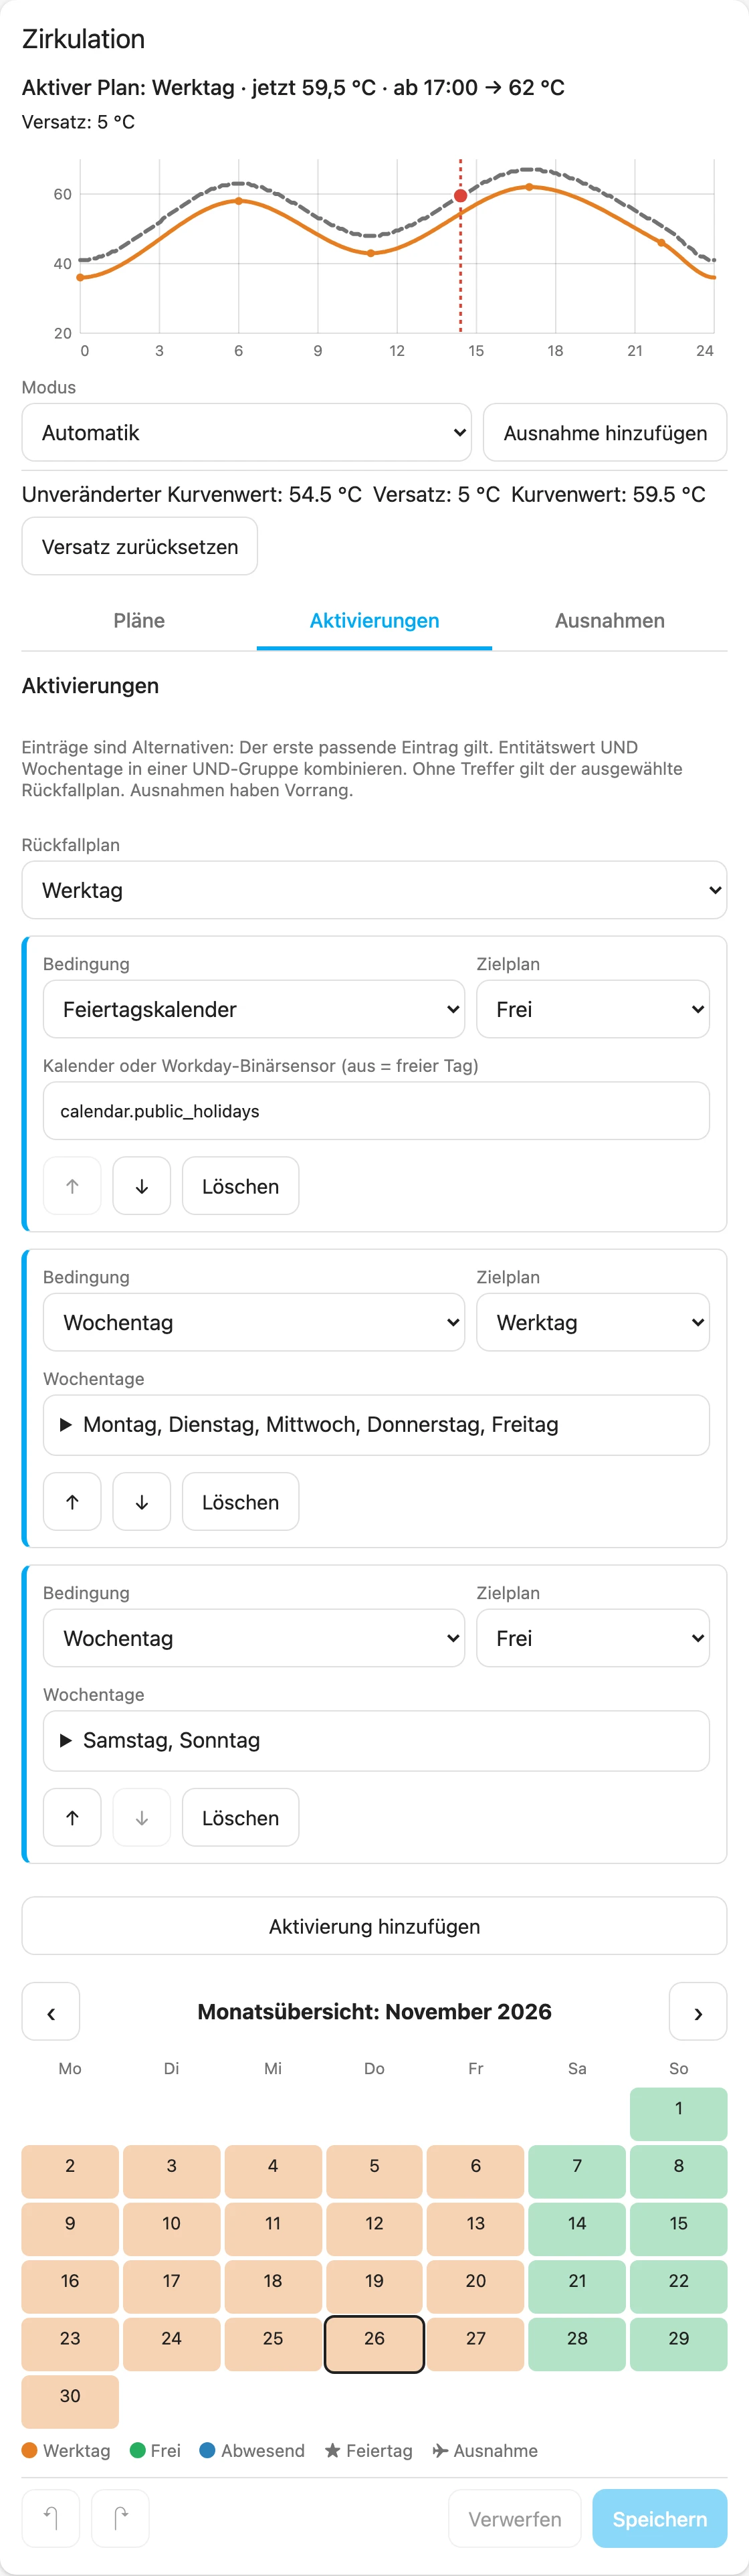 Zirkulation
Aktiver Plan: Werktag · jetzt 59,5 °C · ab 17:00 → 62 °C
Versatz: 5 °C
60
40
20
0 3 6 9 12 15 18 21 24
Modus
Automatik Ausnahme hinzufügen
Unveränderter Kurvenwert: 54.5 °C Versatz: 5 °C Kurvenwert: 59.5 °C
Versatz zurücksetzen
Pläne Aktivierungen Ausnahmen
Aktivierungen
Einträge sind Alternativen: Der erste passende Eintrag gilt. Entitätswert UND
Wochentage in einer UND-Gruppe kombinieren. Ohne Treffer gilt der ausgewählte
Rückfallplan. Ausnahmen haben Vorrang.
Rückfallplan
Werktag
Bedingung Zielplan
Feiertagskalender Frei
Kalender oder Workday-Binärsensor (aus = freier Tag)
calendar.public_holidays
↑ ↓ Löschen
Bedingung Zielplan
Wochentag Werktag
Wochentage
▶ Montag, Dienstag, Mittwoch, Donnerstag, Freitag
↑ ↓ Löschen
Bedingung Zielplan
Wochentag Frei
Wochentage
▶ Samstag, Sonntag
↑ ↓ Löschen
Aktivierung hinzufügen
‹ Monatsübersicht: November 2026 ›
Mo Di Mi Do Fr Sa So
1
2 3 4 5 6 7 8
9 10 11 12 13 14 15
16 17 18 19 20 21 22
23 24 25 26 27 28 29
30
Werktag Frei Abwesend ★ Feiertag ✈ Ausnahme
Verwerfen Speichern